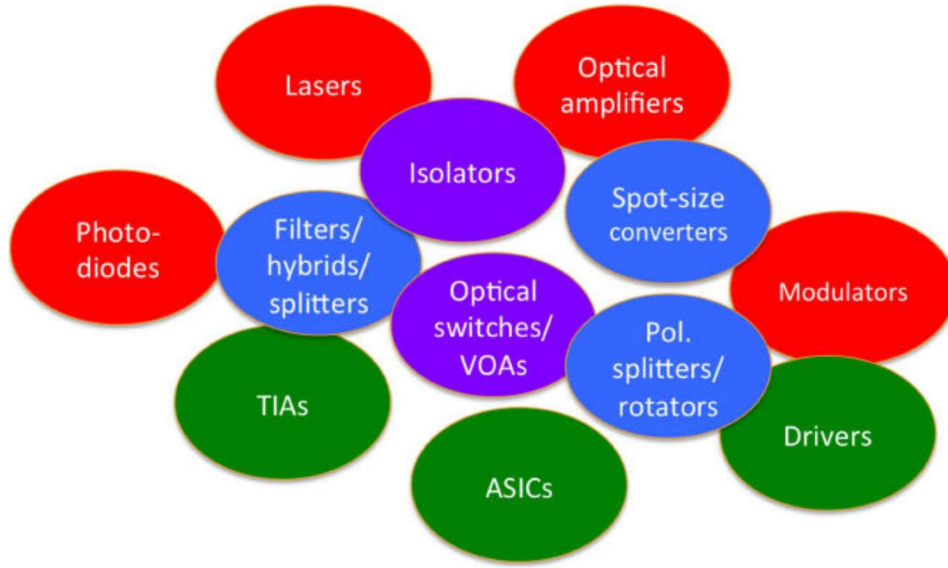 Lasers
Optical
amplifiers
Isolators
Spot-size
converters
Photo-
diodes
Filters/
hybrids/
splitters
Optical
switches/
VOAs
Modulators
Pol.
splitters/
rotators
TIAs
Drivers
ASICs